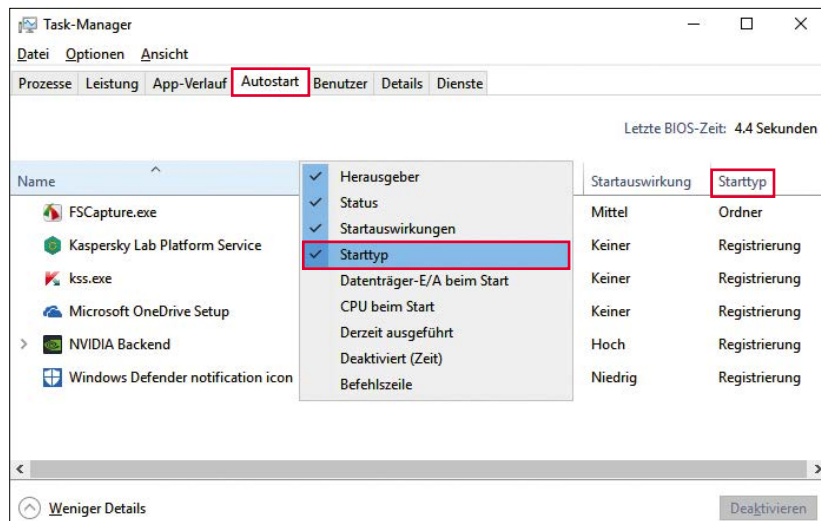 Task-Manager
Datei Optionen Ansicht
Prozesse Leistung App-Verlauf Autostart Benutzer Details Dienste
Letzte BIOS-Zeit: 4.4 Sekunden
Name Startauswirkung Starttyp
Herausgeber
Status
Startauswirkungen
Starttyp
Datenträger-E/A beim Start
CPU beim Start
Derzeit ausgeführt
Deaktiviert (Zeit)
Befehlszeile
FSCapture.exe Mittel Ordner
Kaspersky Lab Platform Service Keiner Registrierung
kss.exe Keiner Registrierung
Microsoft OneDrive Setup Keiner Registrierung
NVIDIA Backend Hoch Registrierung
Windows Defender notification icon Niedrig Registrierung
Weniger Details Deaktivieren